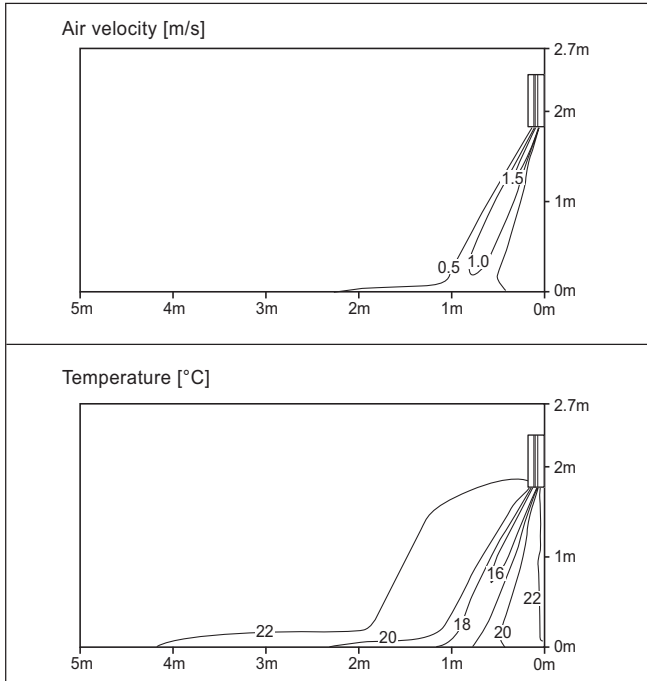 Air velocity [m/s]
2.7m
2m
1.5
1m
0.5 1.0
0m
5m 4m 3m 2m 1m 0m
Temperature [°C]
2.7m
2m
1m
16
22
18
22 20 20
0m
5m 4m 3m 2m 1m 0m